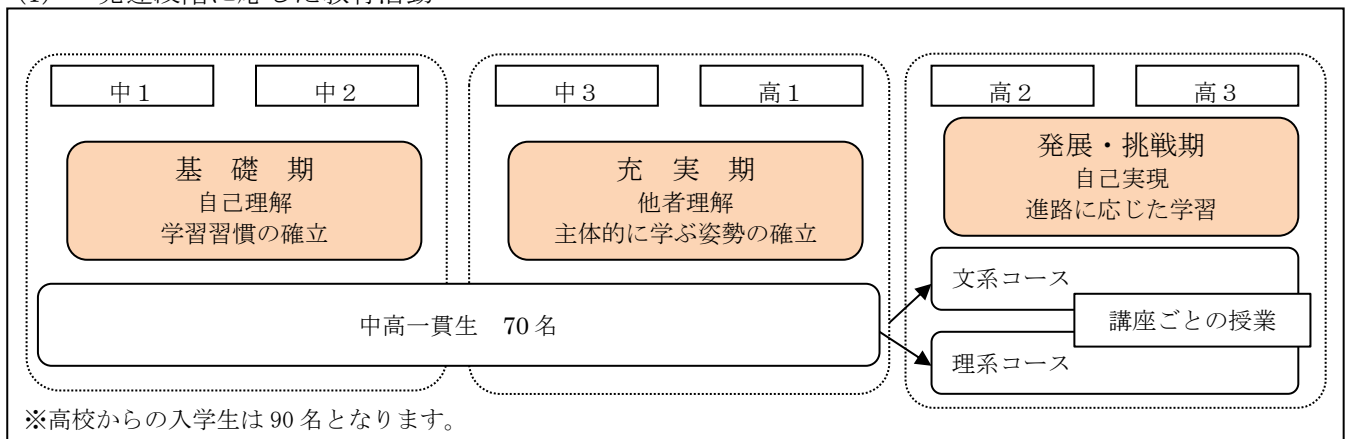 中１ 中２ 中３ 高１ 高２ 高３
基 礎 期
自己理解
学習習慣の確立
充 実 期
他者理解
主体的に学ぶ姿勢の確立
発展・挑戦期
自己実現
進路に応じた学習
中高一貫生 70 名
文系コース
講座ごとの授業
理系コース
※高校からの入学生は 90 名となります。